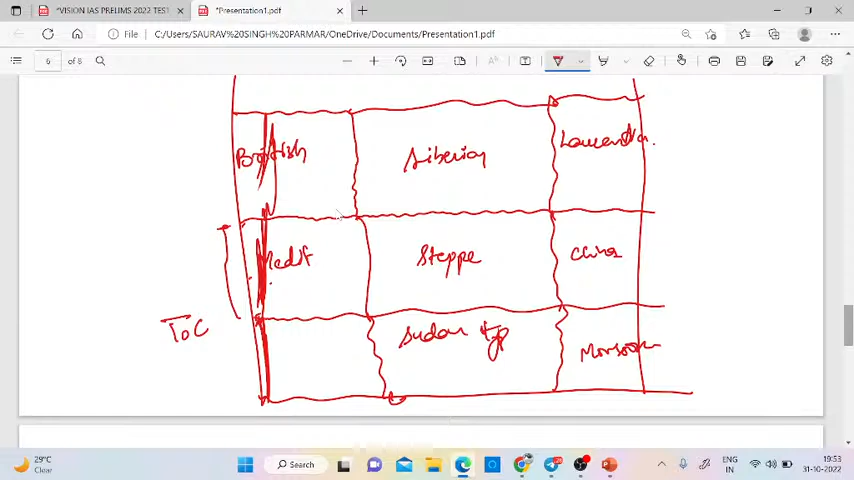 *VISION IAS PRELIMS 2022 TEST
*Presentation1.pdf
File C:/Users/SAURAV%20SINGH%20PARMAR/OneDrive/Documents/Presentation1.pdf
6 of 8
British Siberian
Medit Steppe China
ToC
Sudan typ Monsoon
29°C
Clear
Search
ENG
IN
19:53
31-10-2022